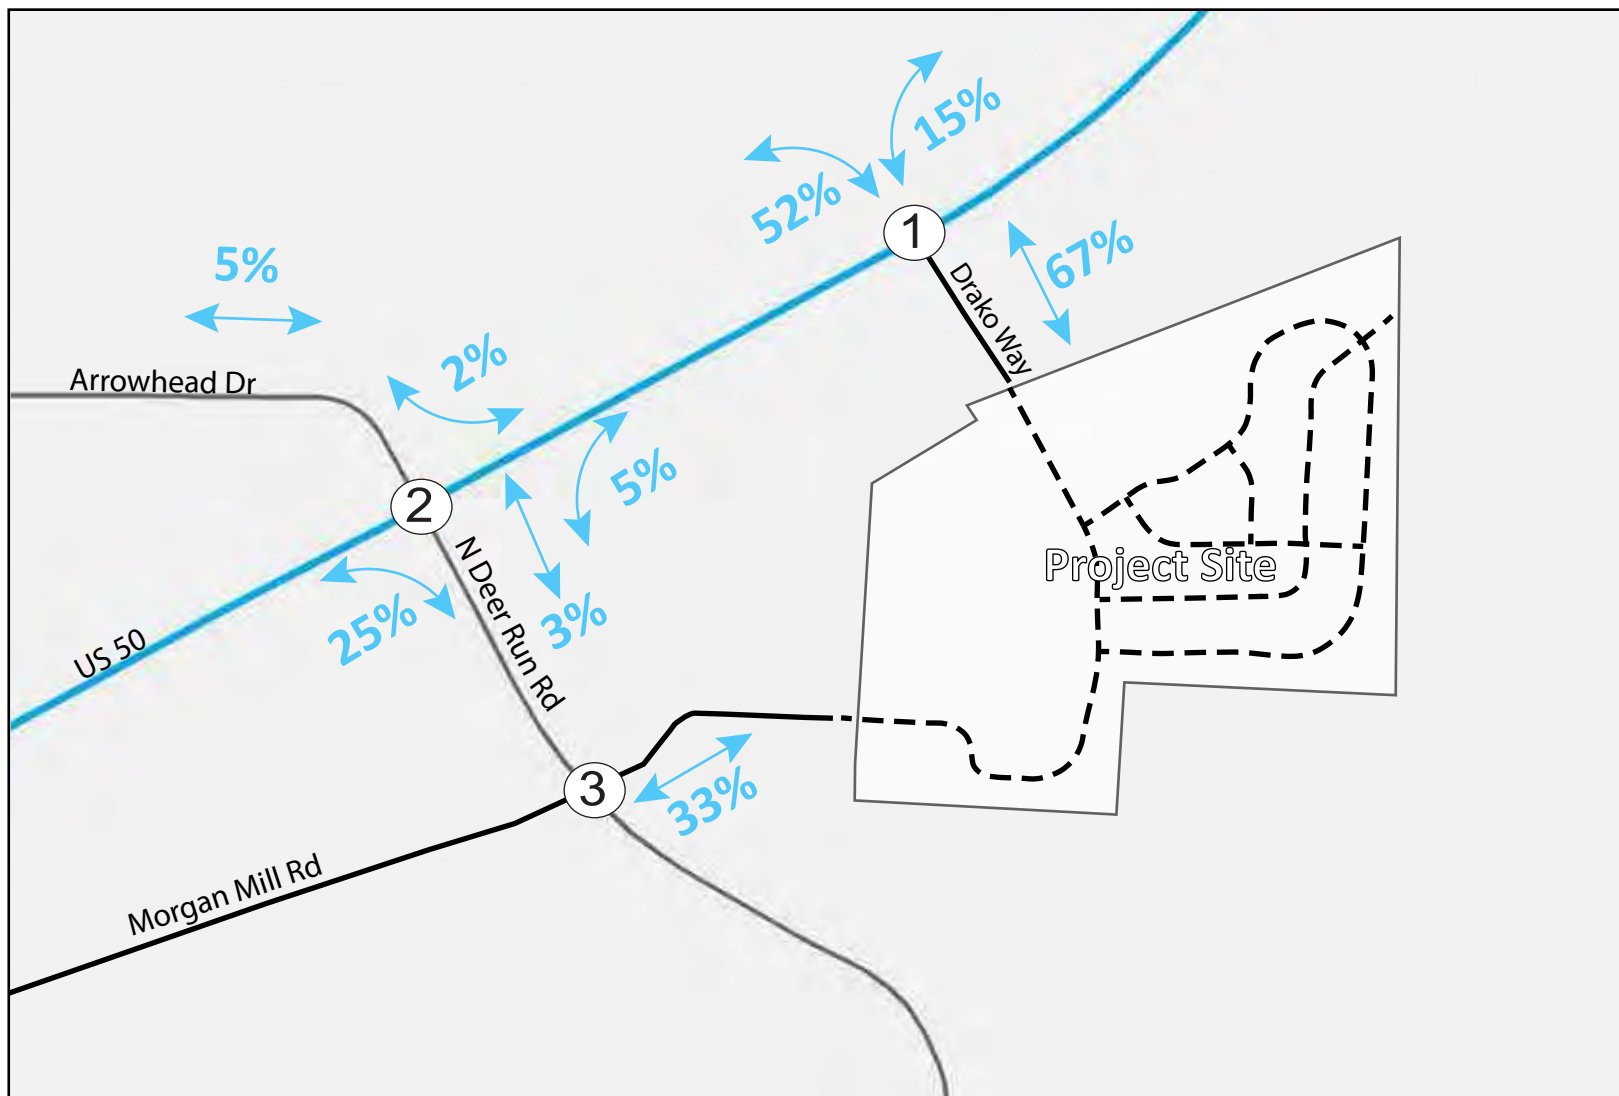 15%
52%
1
67%
5%
Drako Way
2%
Arrowhead Dr
5%
2
N Deer Run Rd
Project Site
25%
3%
US 50
3
33%
Morgan Mill Rd